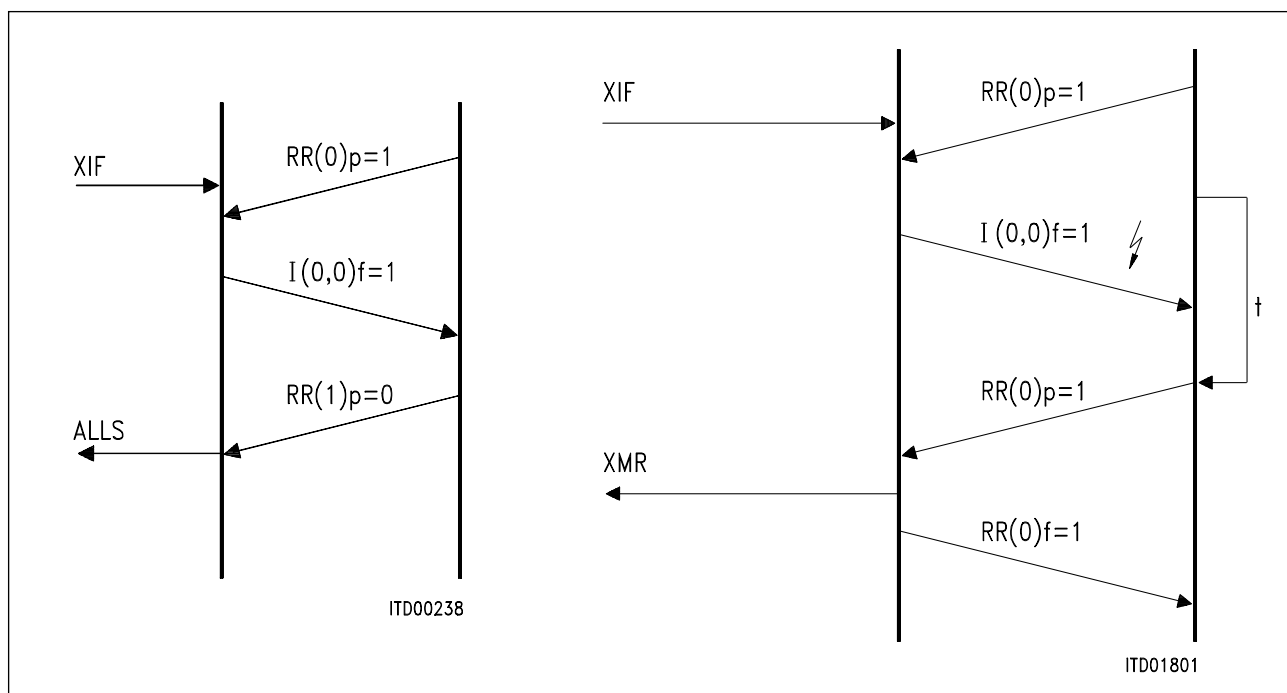 XIF
RR(0)p=1
I(0,0)f=1
RR(1)p=0
ALLS
ITD00238
XIF
RR(0)p=1
I(0,0)f=1
t
RR(0)p=1
XMR
RR(0)f=1
ITD01801